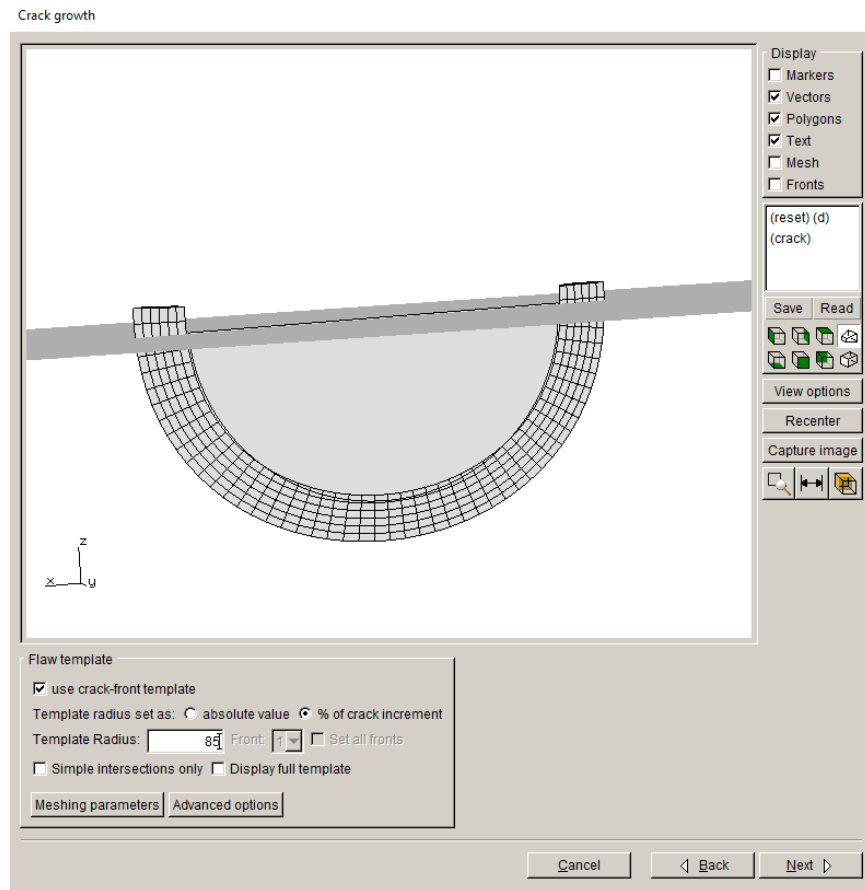 Crack growth
Display
Markers
Vectors
Polygons
Text
Mesh
Fronts
(reset) (d)
(crack)
Save Read
View options
Recenter
Capture image
z
x y
Flaw template
use crack-front template
Template radius set as: absolute value % of crack increment
Template Radius: 85 Front: 1 Set all fronts
Simple intersections only Display full template
Meshing parameters Advanced options
Cancel Back Next